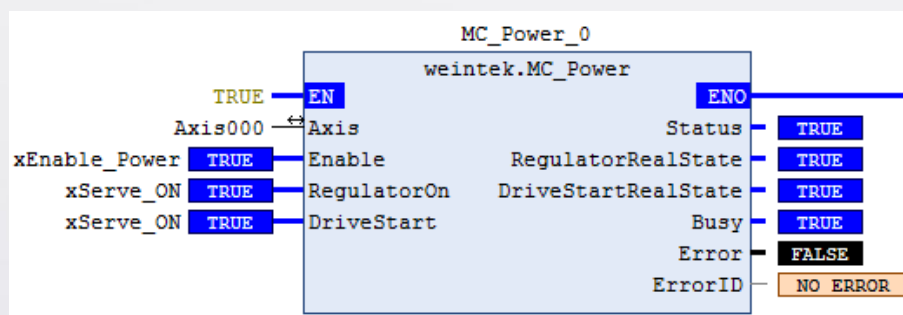 MC_Power_0
weintek.MC_Power
TRUE EN ENO
Axis000 Axis Status TRUE
xEnable_Power TRUE Enable RegulatorRealState TRUE
xServe_ON TRUE RegulatorOn DriveStartRealState TRUE
xServe_ON TRUE DriveStart Busy TRUE
Error FALSE
ErrorID NO ERROR